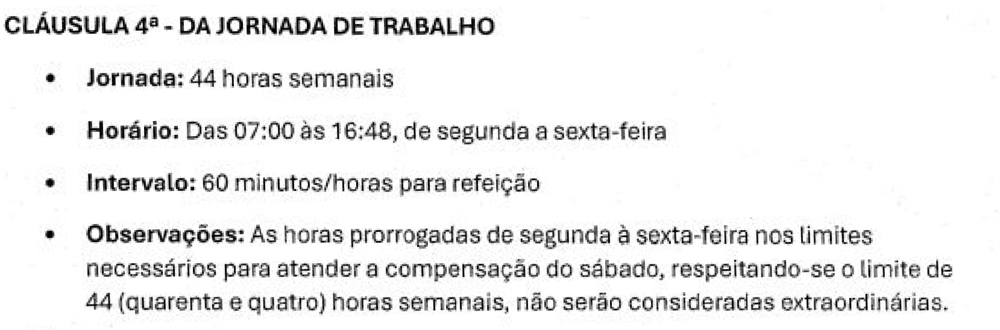 CLÁUSULA 4ª - DA JORNADA DE TRABALHO
• Jornada: 44 horas semanais
• Horário: Das 07:00 às 16:48, de segunda a sexta-feira
• Intervalo: 60 minutos/horas para refeição
• Observações: As horas prorrogadas de segunda à sexta-feira nos limites
necessários para atender a compensação do sábado, respeitando-se o limite de
44 (quarenta e quatro) horas semanais, não serão consideradas extraordinárias.